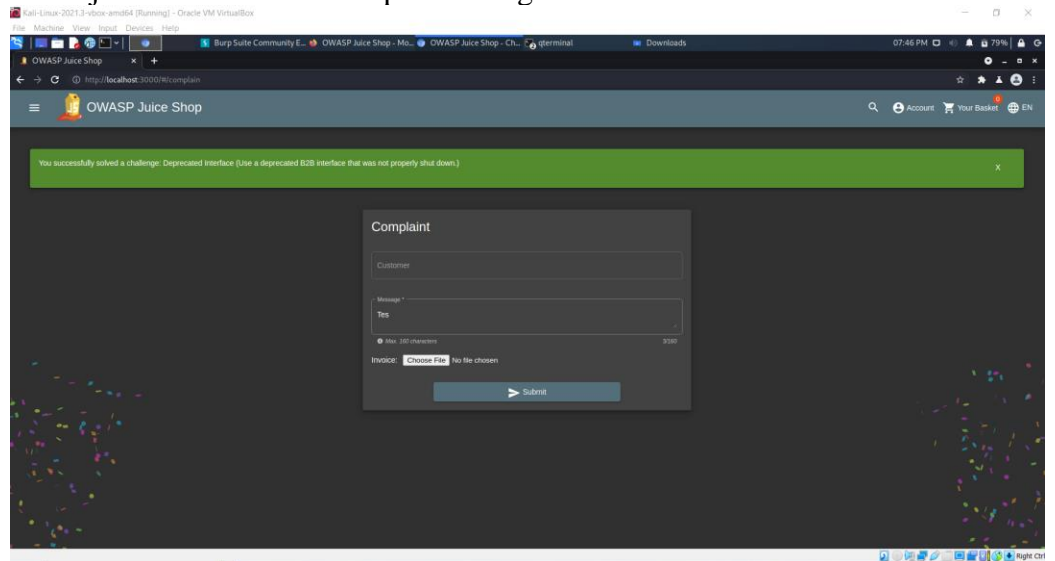 Kali-Linux-2021.3-vbox-amd64 [Running] - Oracle VM VirtualBox
File Machine View Input Devices Help
Burp Suite Community E... OWASP Juice Shop - Mo... OWASP Juice Shop - Ch... qterminal Downloads 07:46 PM 79%
OWASP Juice Shop
http://localhost:3000/#/complain
OWASP Juice Shop Account Your Basket 0 EN
You successfully solved a challenge: Deprecated Interface (Use a deprecated B2B interface that was not properly shut down.) X
Complaint
Customer
Message *
Tes
Max. 160 characters 3/160
Invoice: Choose File No file chosen
Submit
Right Ctrl